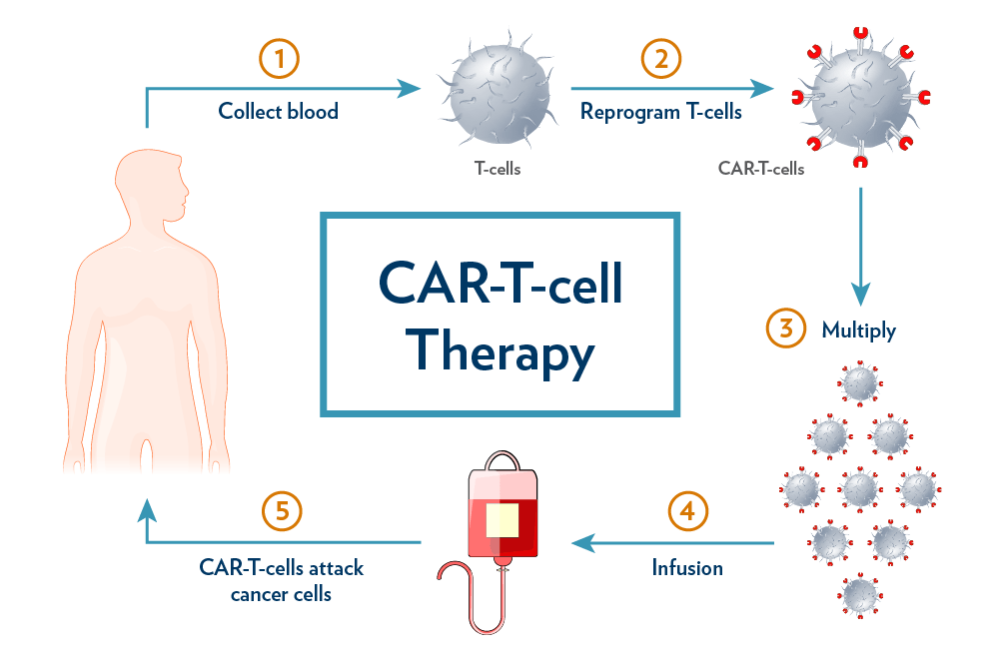 1
Collect blood
T-cells
2
Reprogram T-cells
CAR-T-cells
CAR-T-cell
Therapy
3
Multiply
4
Infusion
5
CAR-T-cells attack
cancer cells